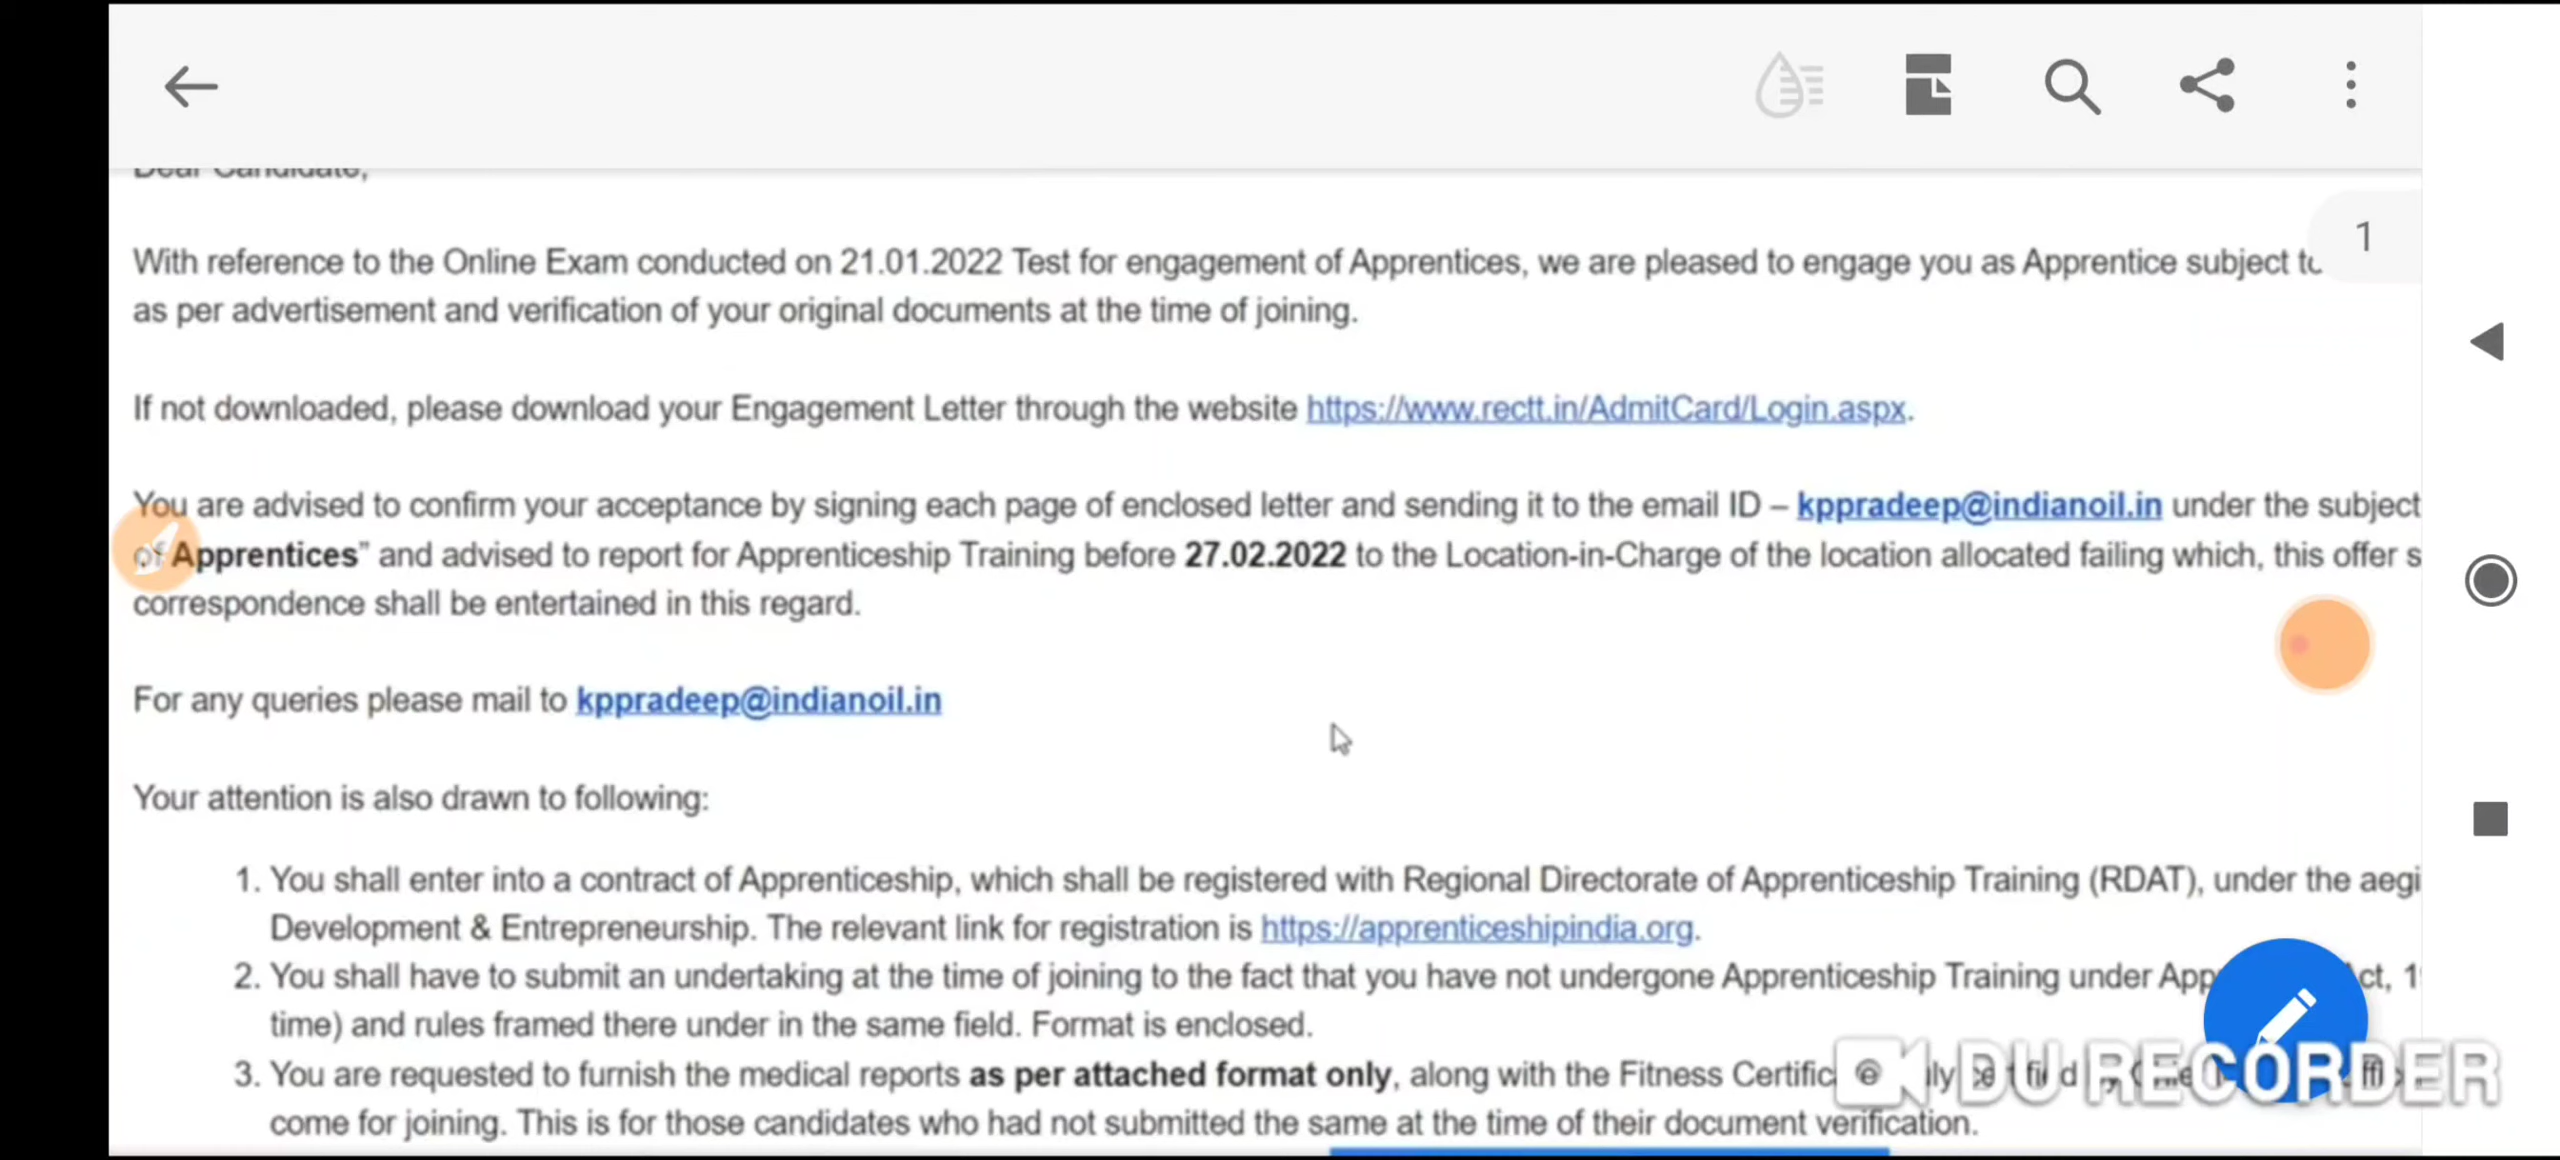 Dear Candidate,
1
With reference to the Online Exam conducted on 21.01.2022 Test for engagement of Apprentices, we are pleased to engage you as Apprentice subject to
as per advertisement and verification of your original documents at the time of joining.
If not downloaded, please download your Engagement Letter through the website https://www.rectt.in/AdmitCard/Login.aspx.
You are advised to confirm your acceptance by signing each page of enclosed letter and sending it to the email ID – kppradeep@indianoil.in under the subject
of Apprentices” and advised to report for Apprenticeship Training before 27.02.2022 to the Location-in-Charge of the location allocated failing which, this offer s
correspondence shall be entertained in this regard.
For any queries please mail to kppradeep@indianoil.in
Your attention is also drawn to following:
1. You shall enter into a contract of Apprenticeship, which shall be registered with Regional Directorate of Apprenticeship Training (RDAT), under the aegi
Development & Entrepreneurship. The relevant link for registration is https://apprenticeshipindia.org.
2. You shall have to submit an undertaking at the time of joining to the fact that you have not undergone Apprenticeship Training under App ct, 1
time) and rules framed there under in the same field. Format is enclosed.
3. You are requested to furnish the medical reports as per attached format only, along with the Fitness Certific
come for joining. This is for those candidates who had not submitted the same at the time of their document verification.
DU RECORDER